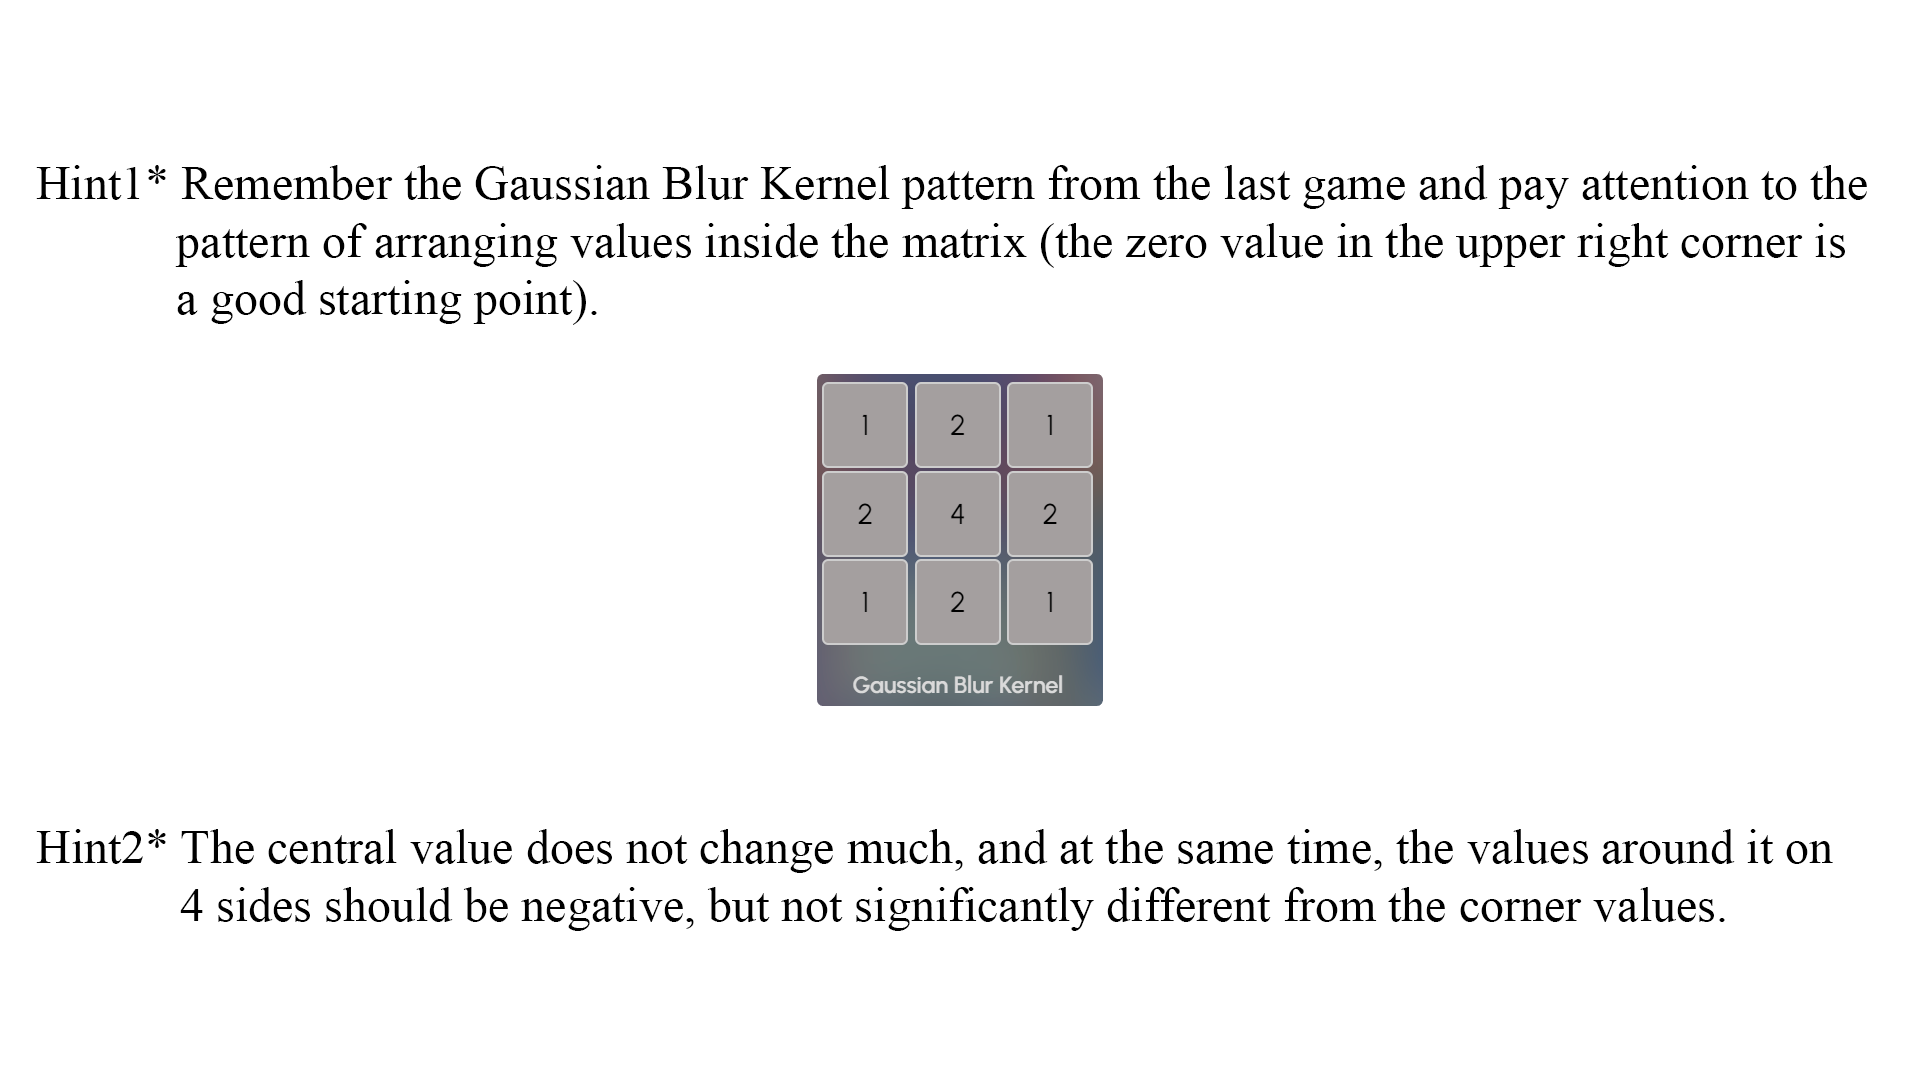 Hint1* Remember the Gaussian Blur Kernel pattern from the last game and pay attention to the
pattern of arranging values inside the matrix (the zero value in the upper right corner is
a good starting point).
1 2 1
2 4 2
1 2 1
Gaussian Blur Kernel
Hint2* The central value does not change much, and at the same time, the values around it on
4 sides should be negative, but not significantly different from the corner values.